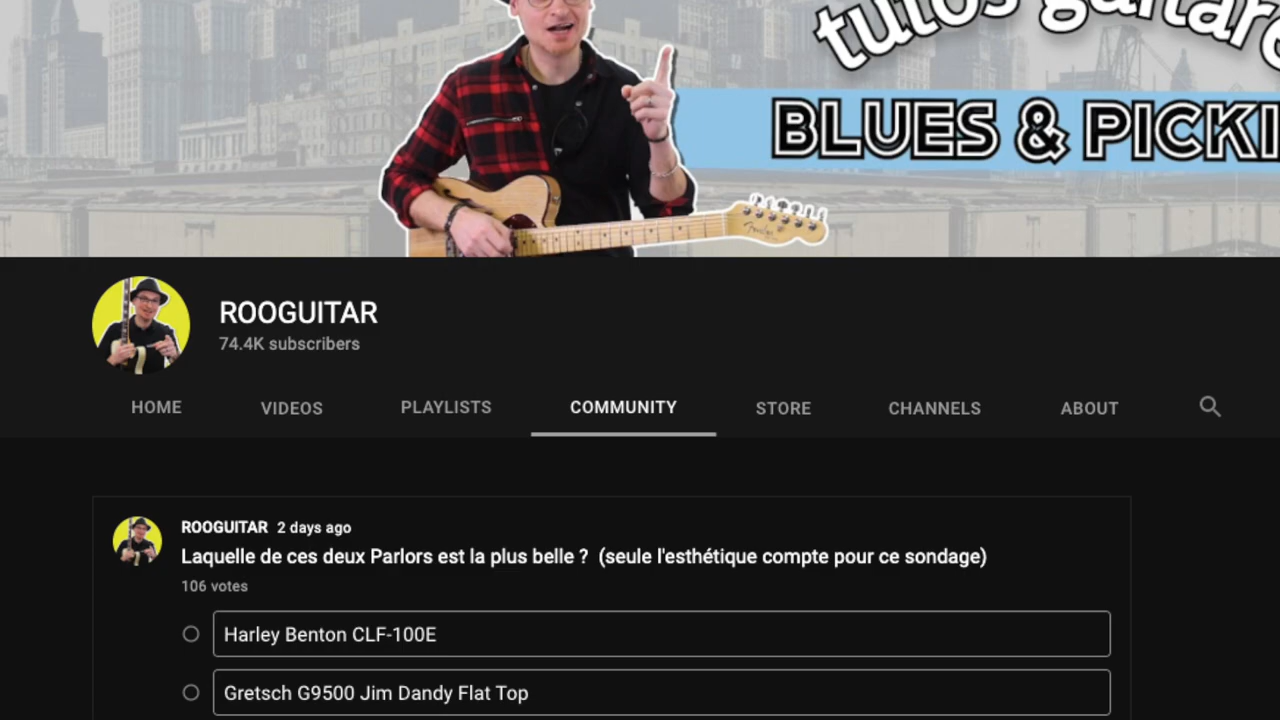 tutos guitare
BLUES & PICKI
Fender
ROOGUITAR
74.4K subscribers
HOME VIDEOS PLAYLISTS COMMUNITY STORE CHANNELS ABOUT
ROOGUITAR 2 days ago
Laquelle de ces deux Parlors est la plus belle ? (seule l'esthétique compte pour ce sondage)
106 votes
Harley Benton CLF-100E
Gretsch G9500 Jim Dandy Flat Top